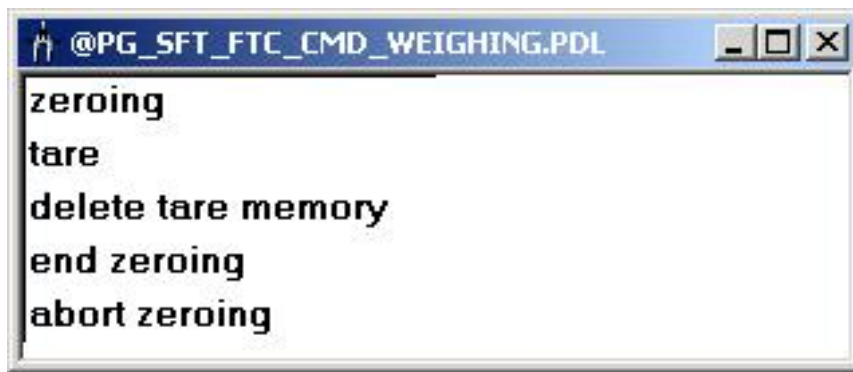 @PG_SFT_FTC_CMD_WEIGHING.PDL
zeroing
tare
delete tare memory
end zeroing
abort zeroing